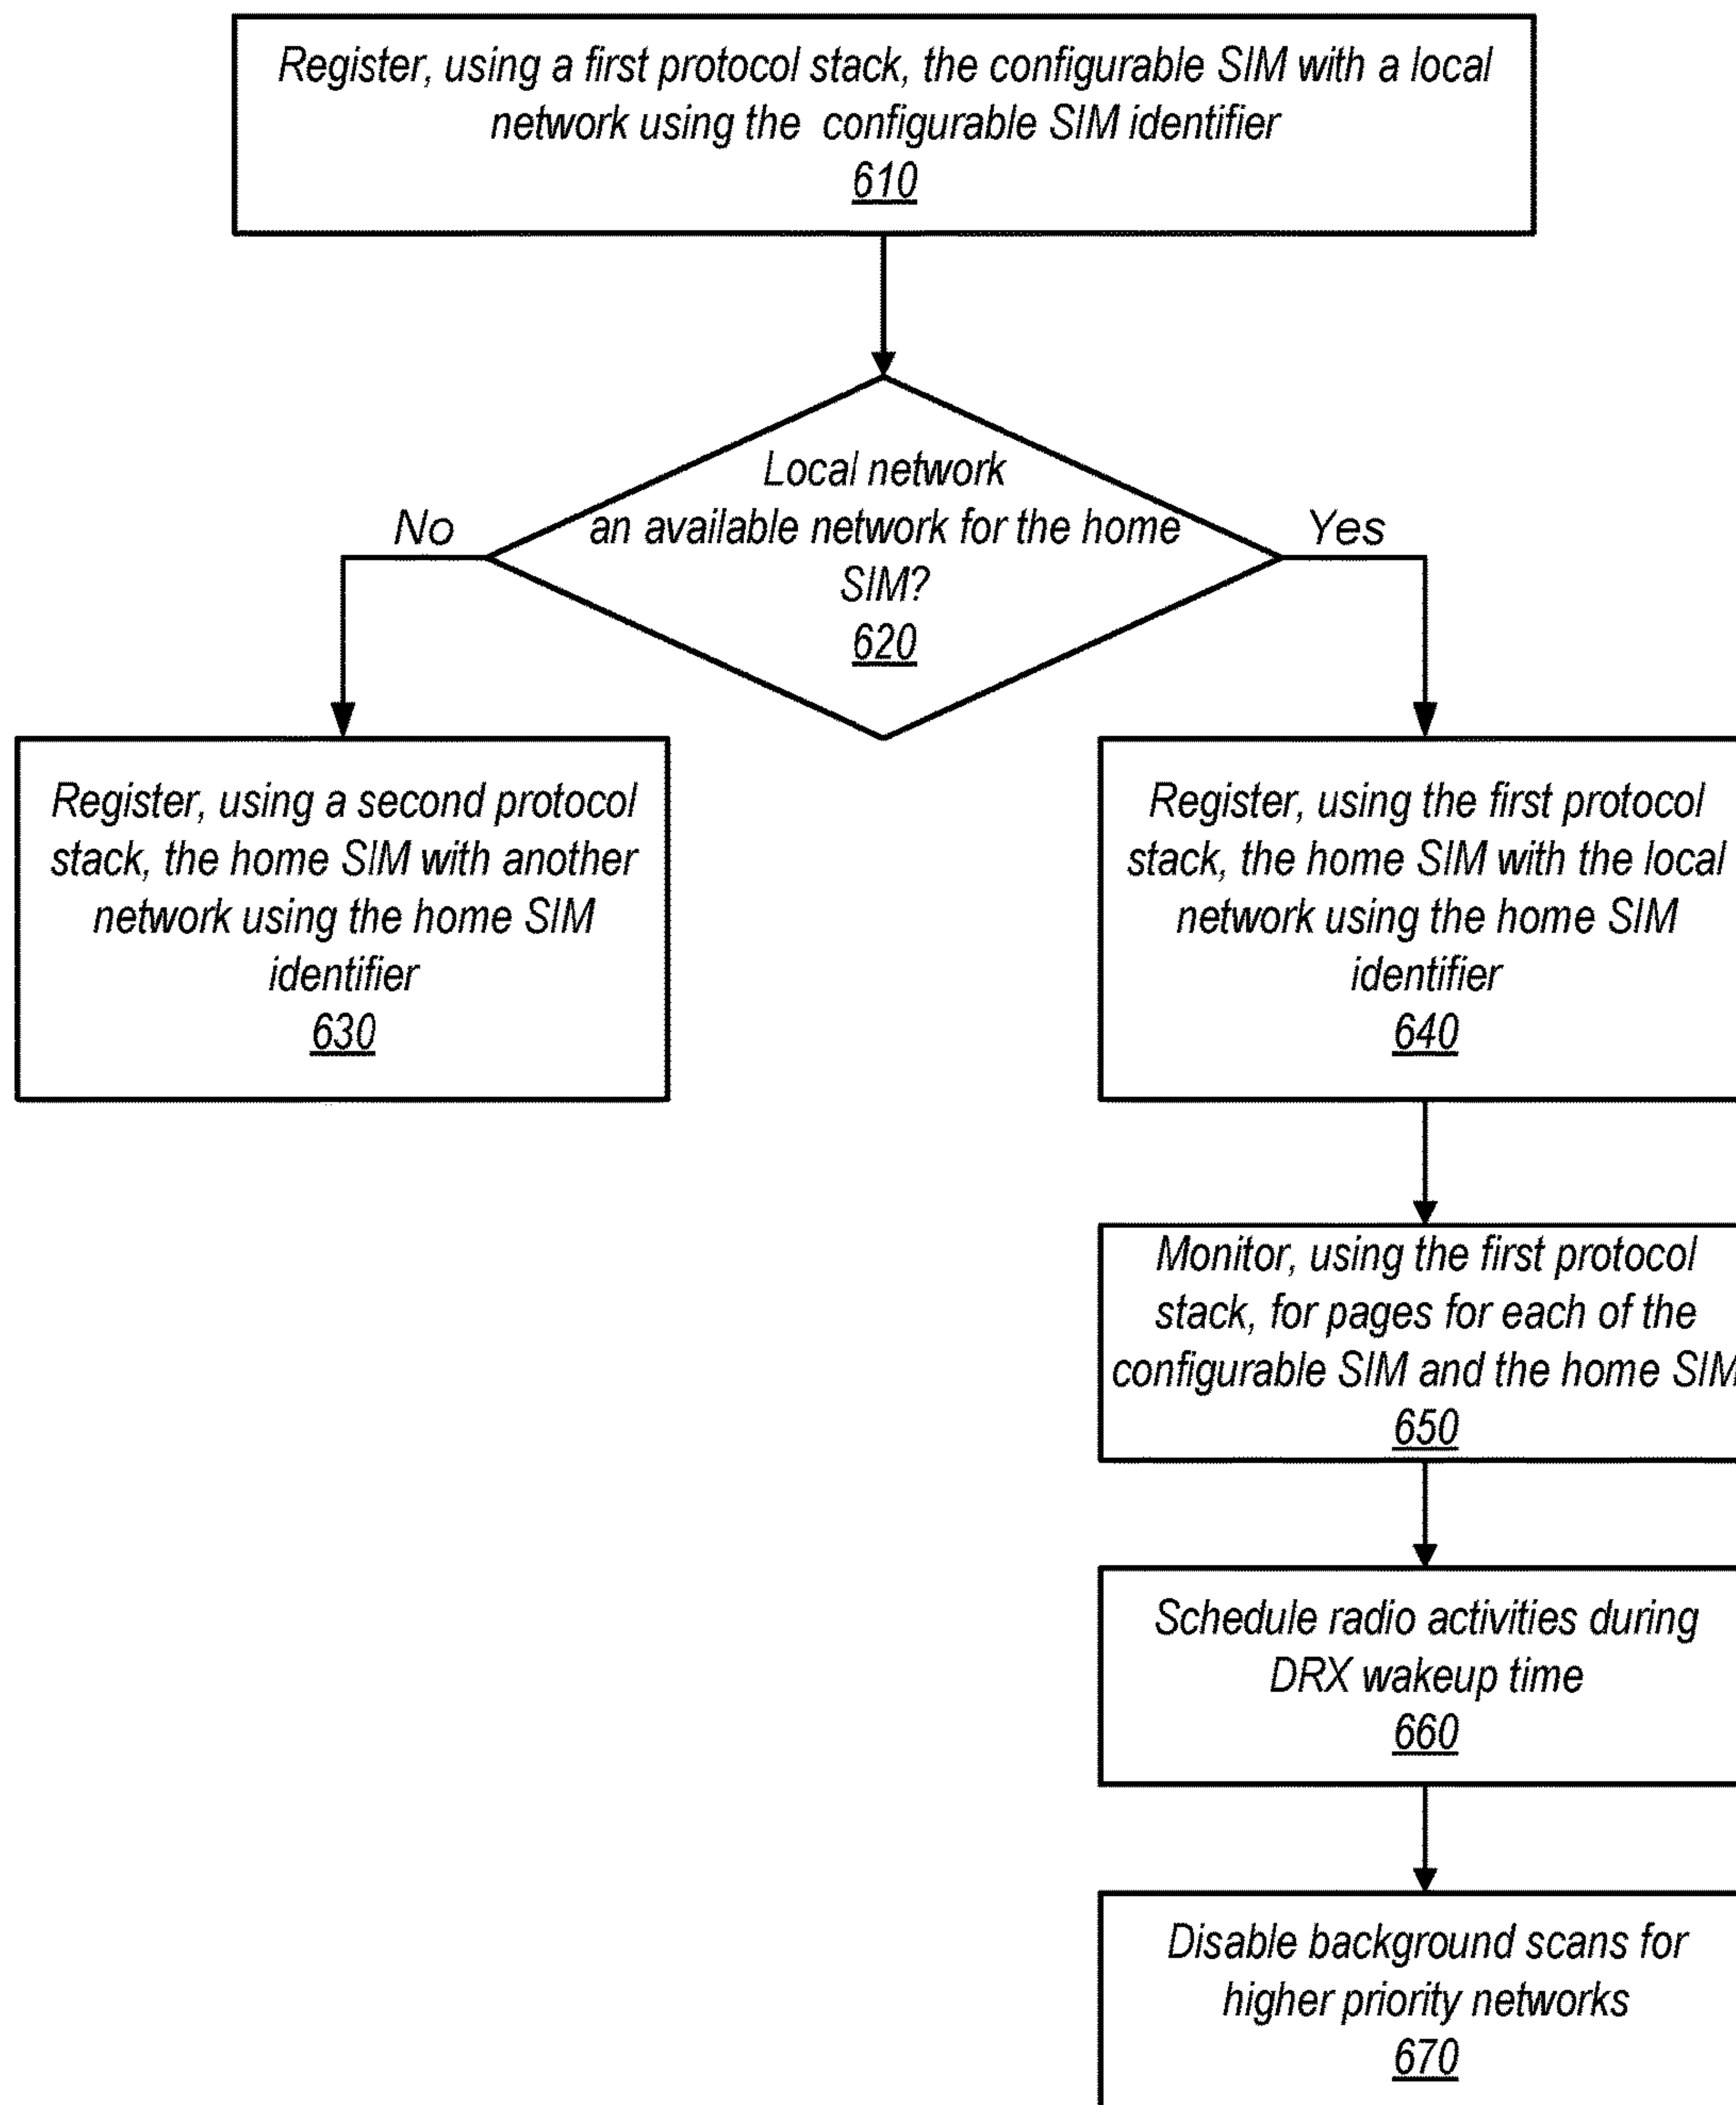 Register, using a first protocol stack, the configurable SIM with a local
network using the configurable SIM identifier
610
Local network
an available network for the home
SIM?
620
No
Yes
Register, using a second protocol
stack, the home SIM with another
network using the home SIM
identifier
630
Register, using the first protocol
stack, the home SIM with the local
network using the home SIM
identifier
640
Monitor, using the first protocol
stack, for pages for each of the
configurable SIM and the home SIM
650
Schedule radio activities during
DRX wakeup time
660
Disable background scans for
higher priority networks
670